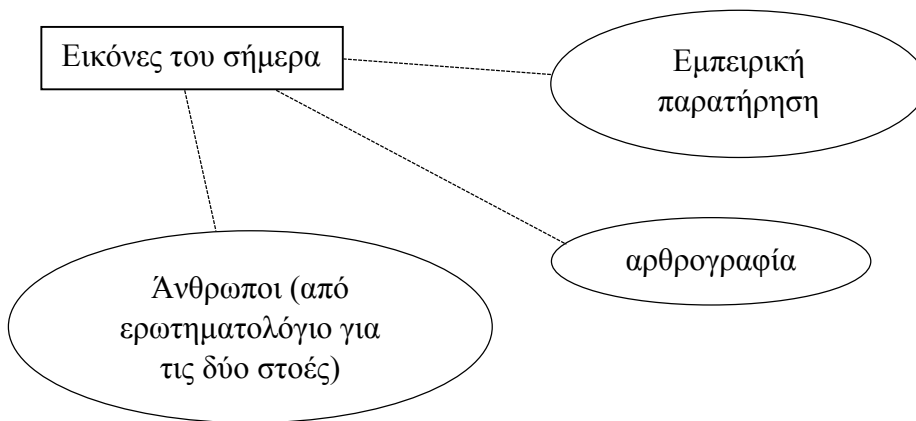 Εικόνες του σήμερα
Εμπειρική
παρατήρηση
αρθρογραφία
Άνθρωποι (από
ερωτηματολόγιο για
τις δύο στοές)